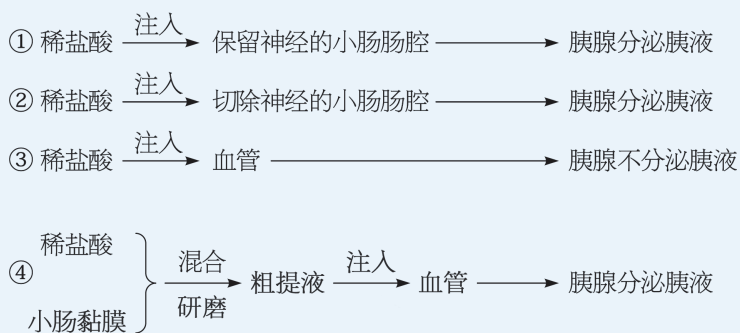 ① 稀盐酸 注入 保留神经的小肠肠腔 胰腺分泌胰液
② 稀盐酸 注入 切除神经的小肠肠腔 胰腺分泌胰液
③ 稀盐酸 注入 血管 胰腺不分泌胰液
④ 稀盐酸 小肠黏膜 混合 研磨 粗提液 注入 血管 胰腺分泌胰液